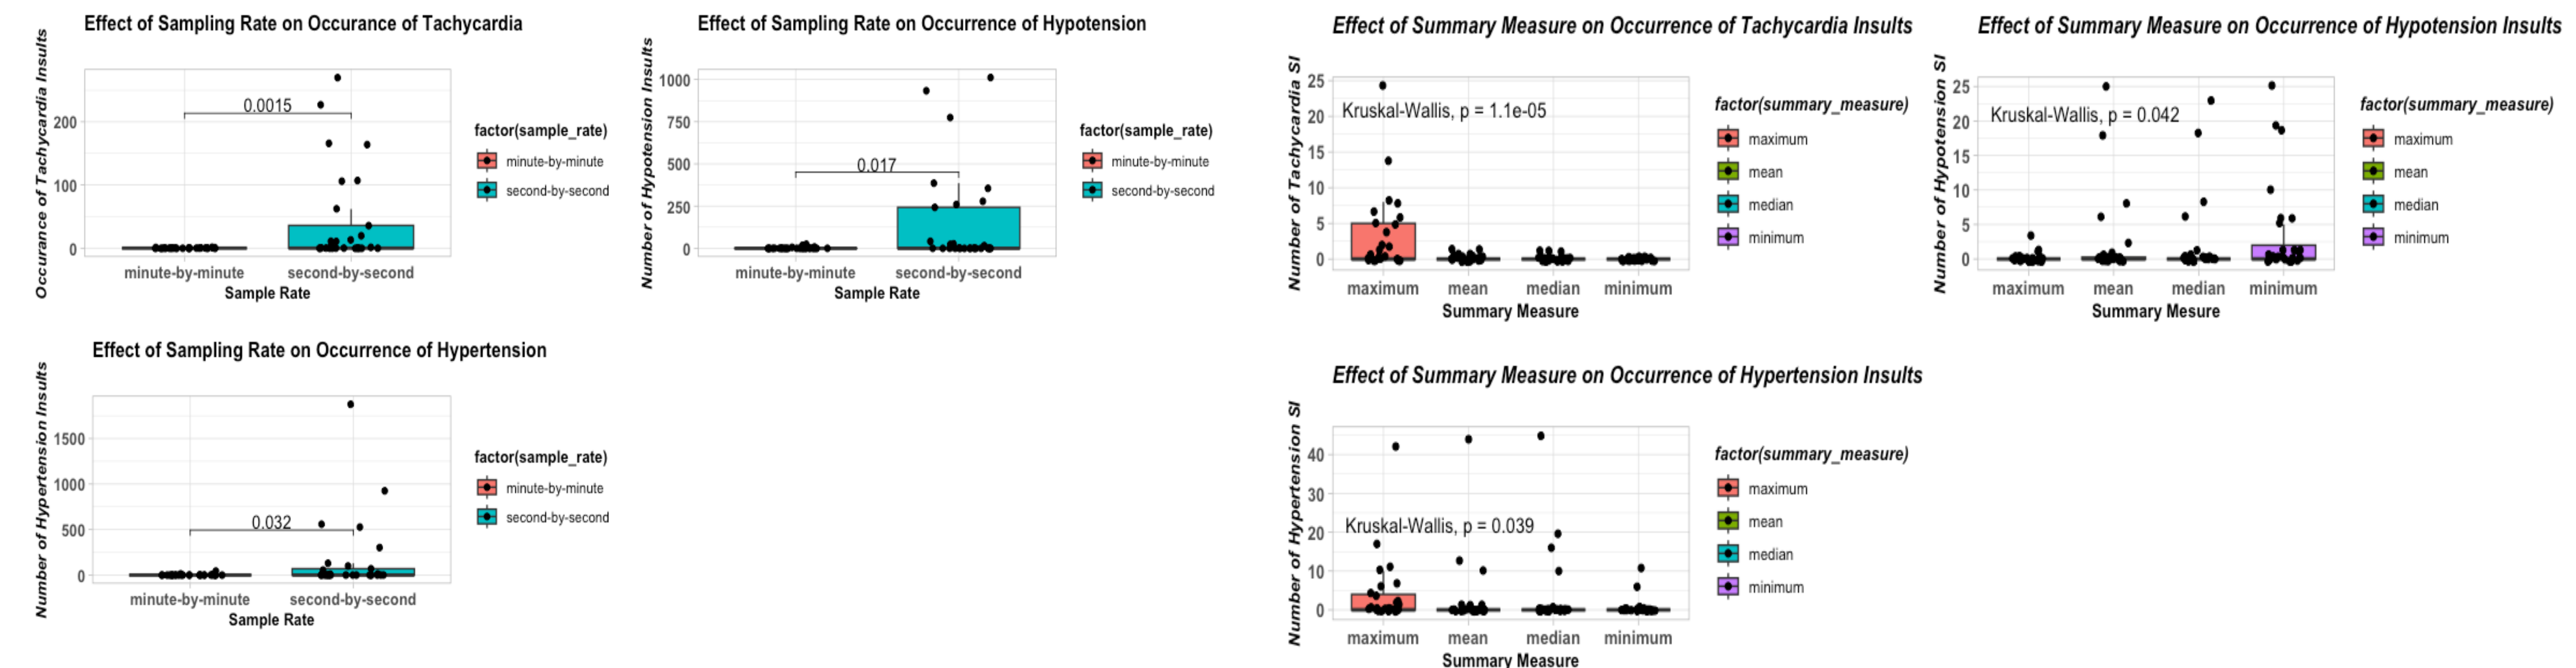 Effect of Sampling Rate on Occurance of Tachycardia
Occurance of Tachycardia Insults
200
100
0
0.0015
minute-by-minute
second-by-second
Sample Rate
factor(sample_rate)
minute-by-minute
second-by-second
Effect of Sampling Rate on Occurrence of Hypotension
Number of Hypotension Insults
1000
750
500
250
0
0.017
minute-by-minute
second-by-second
Sample Rate
factor(sample_rate)
minute-by-minute
second-by-second
Effect of Sampling Rate on Occurrence of Hypertension
Number of Hypertension Insults
1500
1000
500
0
0.032
minute-by-minute
second-by-second
Sample Rate
factor(sample_rate)
minute-by-minute
second-by-second
Effect of Summary Measure on Occurrence of Tachycardia Insults
Number of Tachycardia SI
25
20
15
10
5
0
Kruskal-Wallis, p = 1.1e-05
maximum
mean
median
minimum
Summary Measure
factor(summary_measure)
maximum
mean
median
minimum
Effect of Summary Measure on Occurrence of Hypotension Insults
Number of Hypotension SI
25
20
15
10
5
0
Kruskal-Wallis, p = 0.042
maximum
mean
median
minimum
Summary Mesure
factor(summary_measure)
maximum
mean
median
minimum
Effect of Summary Measure on Occurrence of Hypertension Insults
Number of Hypertension SI
40
30
20
10
0
Kruskal-Wallis, p = 0.039
maximum
mean
median
minimum
Summary Measure
factor(summary_measure)
maximum
mean
median
minimum